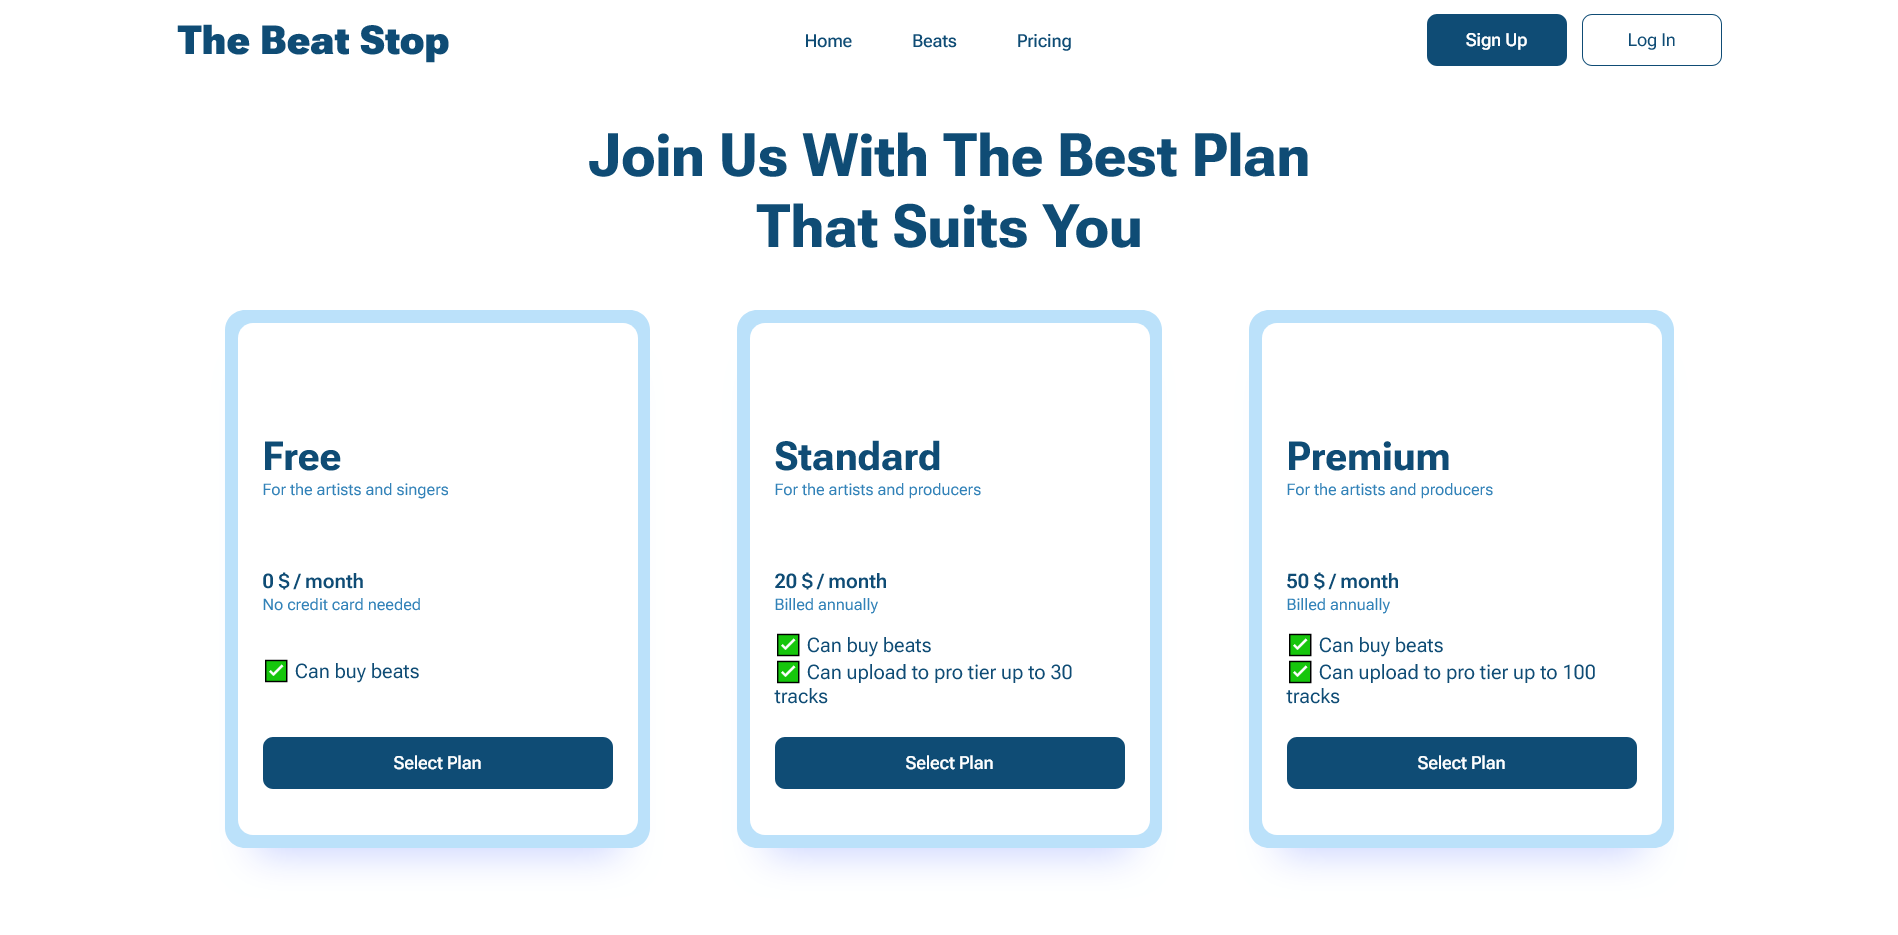 The Beat Stop
Home
Beats
Pricing
Sign Up
Log In
Join Us With The Best Plan
That Suits You
Free
For the artists and singers
0 $ / month
No credit card needed
✅ Can buy beats
Select Plan
Standard
For the artists and producers
20 $ / month
Billed annually
✅ Can buy beats
✅ Can upload to pro tier up to 30
tracks
Select Plan
Premium
For the artists and producers
50 $ / month
Billed annually
✅ Can buy beats
✅ Can upload to pro tier up to 100
tracks
Select Plan